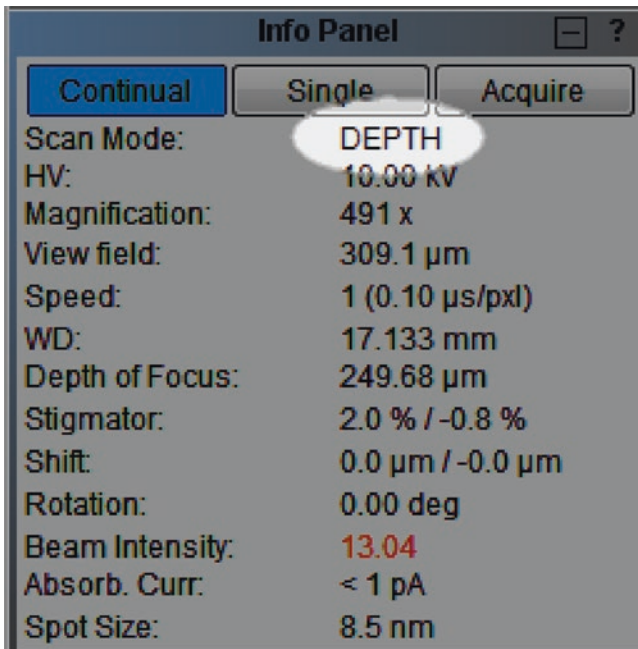 Info Panel − ?
Continual Single Acquire
Scan Mode: DEPTH
HV: 10.00 kV
Magnification: 491 x
View field: 309.1 µm
Speed: 1 (0.10 µs/pxl)
WD: 17.133 mm
Depth of Focus: 249.68 µm
Stigmator: 2.0 % / -0.8 %
Shift: 0.0 µm / -0.0 µm
Rotation: 0.00 deg
Beam Intensity: 13.04
Absorb. Curr: < 1 pA
Spot Size: 8.5 nm